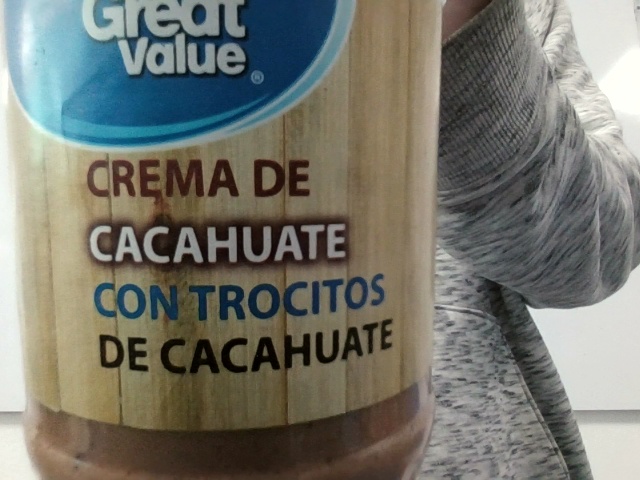 Great
Value
®
CREMA DE
CACAHUATE
CON TROCITOS
DE CACAHUATE